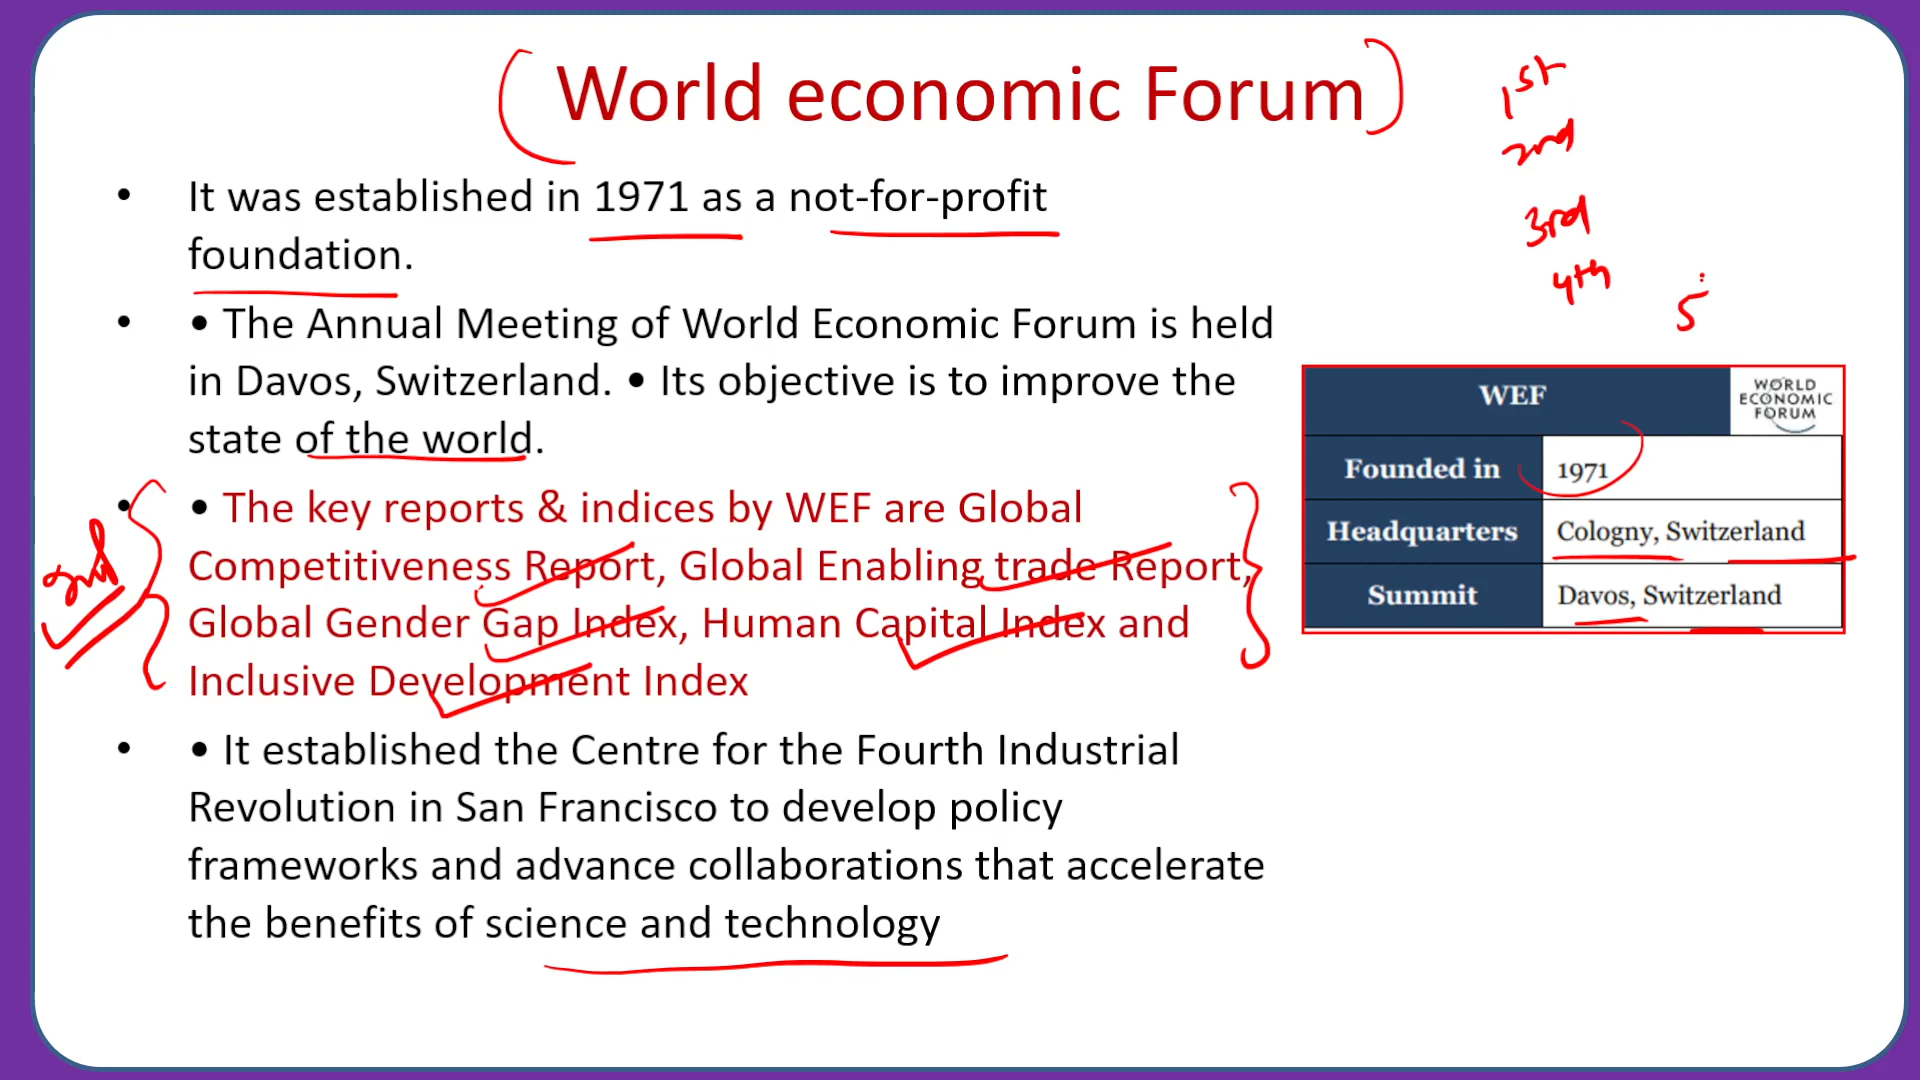 World economic Forum
1st
2nd
3rd
4th
5
• It was established in 1971 as a not-for-profit
foundation.
• • The Annual Meeting of World Economic Forum is held
in Davos, Switzerland. • Its objective is to improve the
state of the world.
2nd
• • The key reports & indices by WEF are Global
Competitiveness Report, Global Enabling trade Report,
Global Gender Gap Index, Human Capital Index and
Inclusive Development Index
• • It established the Centre for the Fourth Industrial
Revolution in San Francisco to develop policy
frameworks and advance collaborations that accelerate
the benefits of science and technology
WEF
WORLD
ECONOMIC
FORUM
Founded in 1971
Headquarters Cologny, Switzerland
Summit Davos, Switzerland